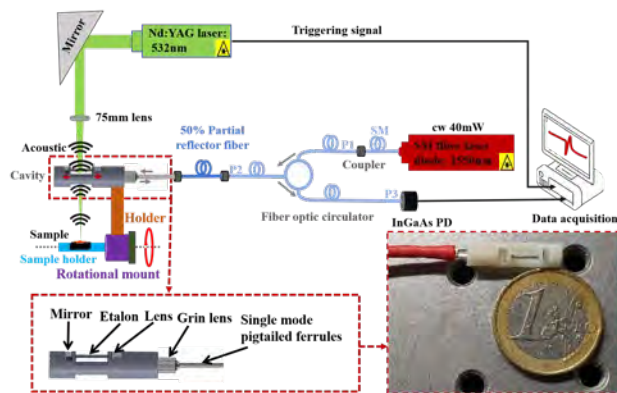 Mirror
Nd:YAG laser:
532nm
Triggering signal
75mm lens
Acoustic
Cavity
50% Partial
reflector fiber
P2
P1
SM
Coupler
cw 40mW
P3
Fiber optic circulator
InGaAs PD
Data acquisition
Holder
Sample
Sample holder
Rotational mount
Mirror
Etalon
Lens
Grin lens
Single mode
pigtailed ferrules
1
EURO